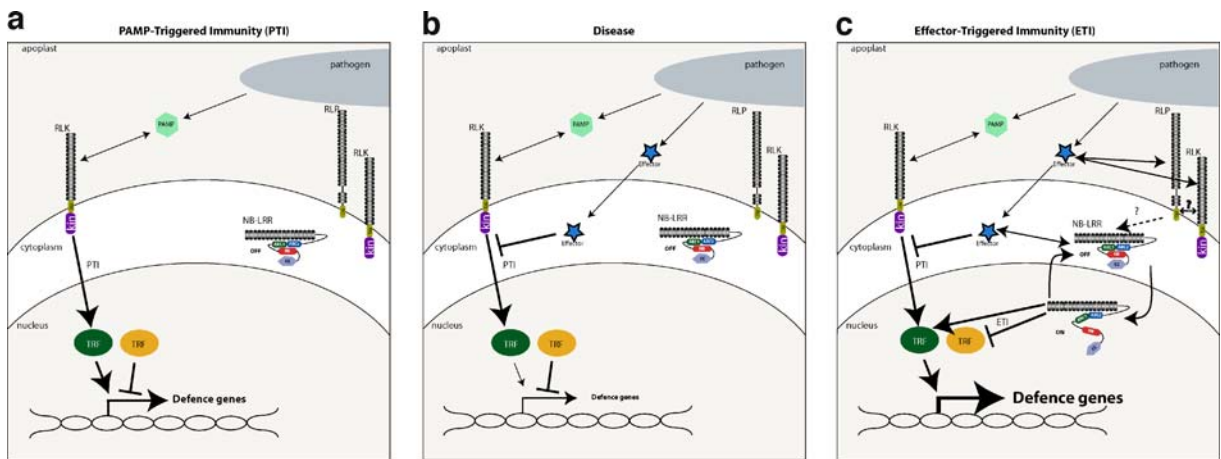 a
PAMP-Triggered Immunity (PTI)
apoplast
pathogen
RLP
PAMP
RLK
RLK
kin
NB-LRR
OFF
kin
cytoplasm
PTI
nucleus
TRF
TRF
Defence genes
b
Disease
apoplast
pathogen
RLP
PAMP
RLK
RLK
Effector
kin
NB-LRR
OFF
Effector
kin
cytoplasm
PTI
nucleus
TRF
TRF
Defence genes
c
Effector-Triggered Immunity (ETI)
apoplast
pathogen
RLP
PAMP
RLK
RLK
Effector
kin
?
?
NB-LRR
OFF
Effector
kin
cytoplasm
PTI
nucleus
ETI
ON
TRF
TRF
Defence genes